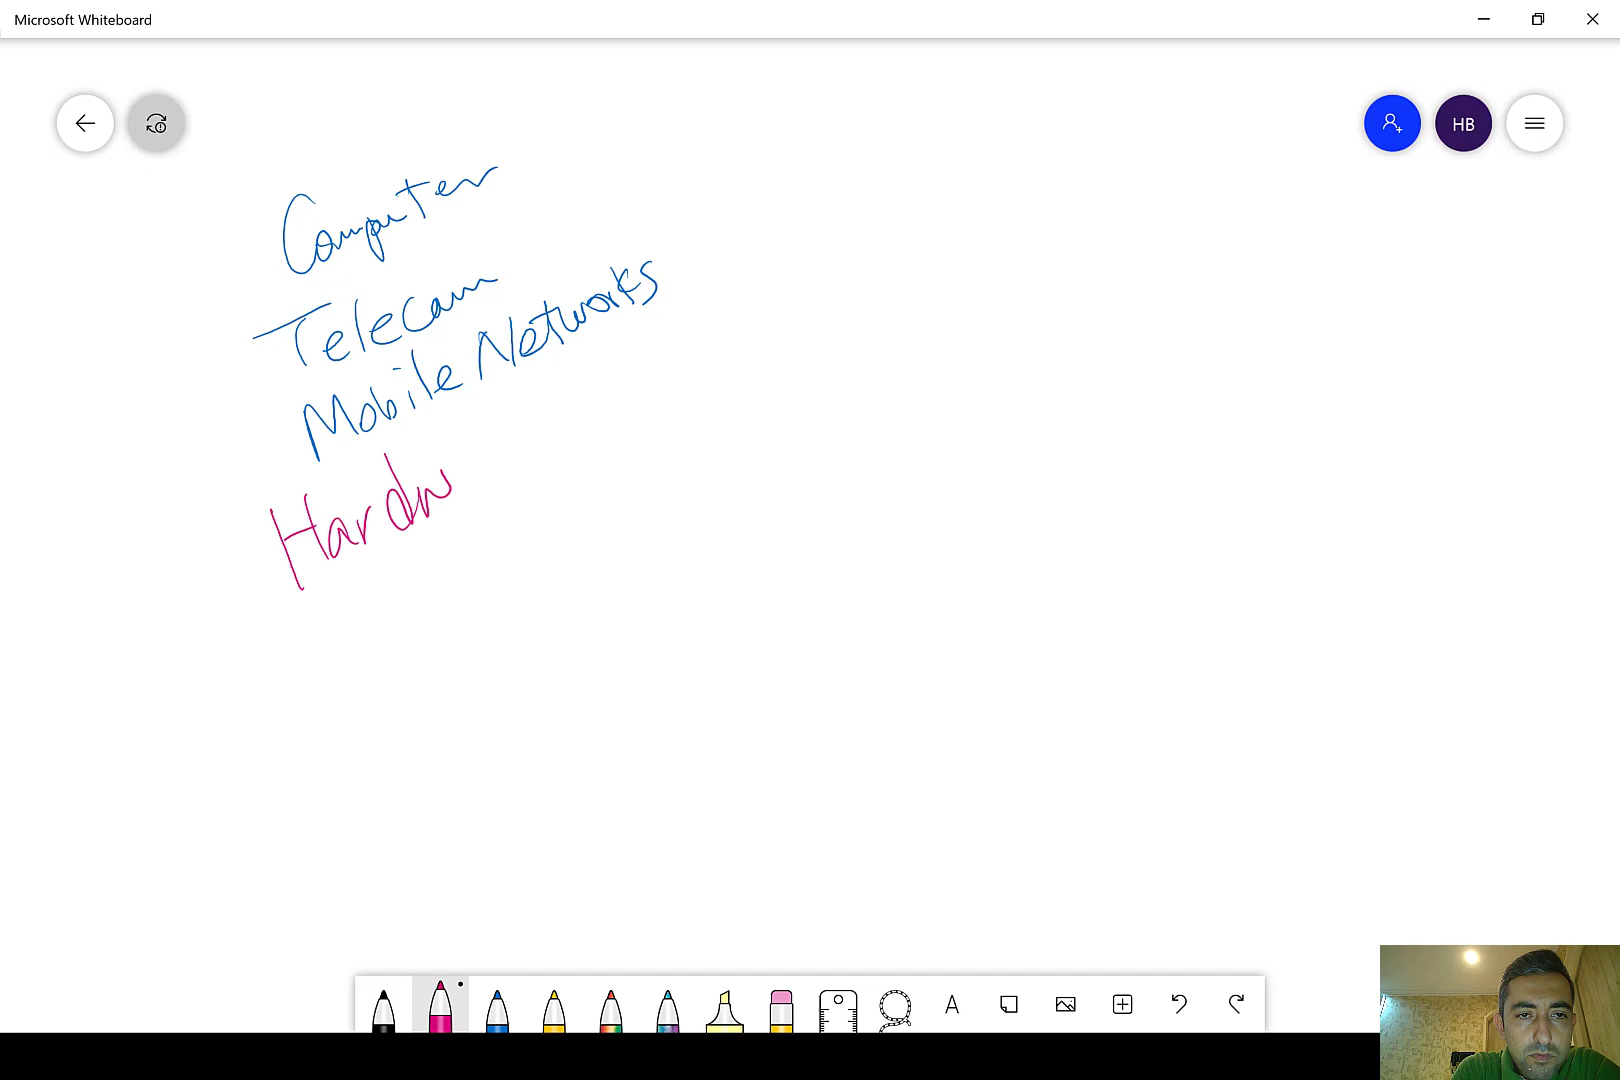 Microsoft Whiteboard
HB
Computer
Telecom
Mobile Networks
Hardw
A